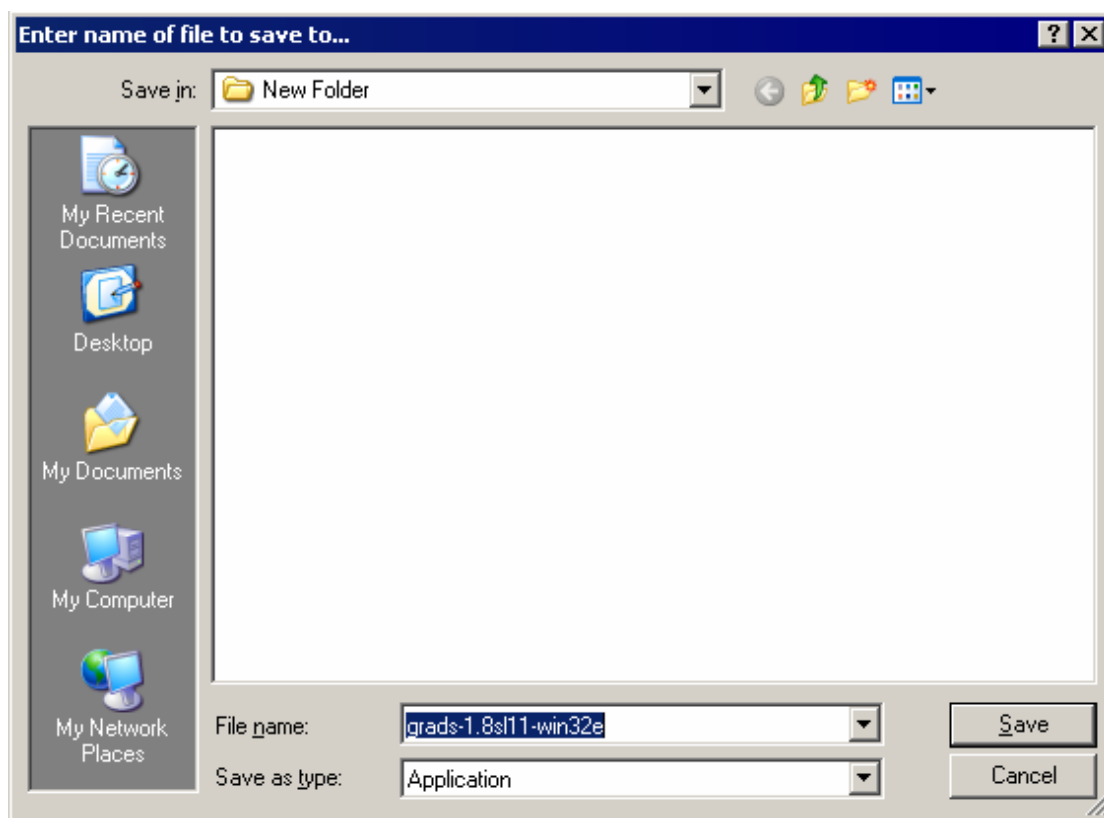 Enter name of file to save to...
Save in:
New Folder
My Recent
Documents
Desktop
My Documents
My Computer
My Network
Places
File name:
grads-1.8sl11-win32e
Save
Save as type:
Application
Cancel